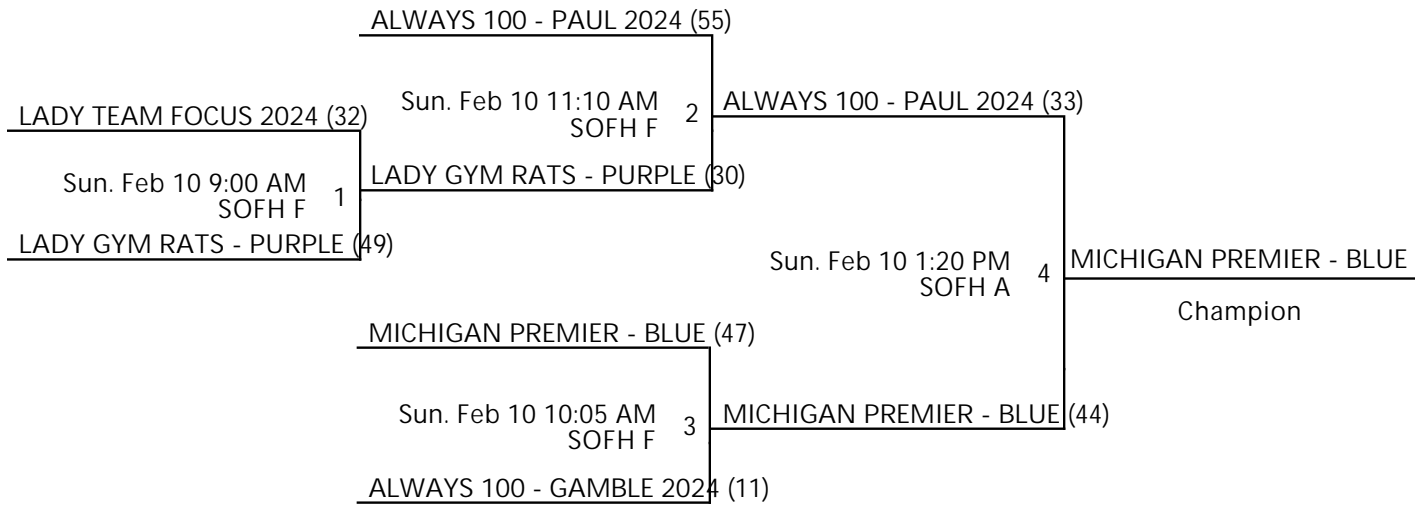 ALWAYS 100 - PAUL 2024 (55)
LADY TEAM FOCUS 2024 (32)
Sun. Feb 10 11:10 AM
SOFH F
2
ALWAYS 100 - PAUL 2024 (33)
Sun. Feb 10 9:00 AM
SOFH F
1
LADY GYM RATS - PURPLE (30)
LADY GYM RATS - PURPLE (49)
Sun. Feb 10 1:20 PM
SOFH A
4
MICHIGAN PREMIER - BLUE
Champion
MICHIGAN PREMIER - BLUE (47)
Sun. Feb 10 10:05 AM
SOFH F
3
MICHIGAN PREMIER - BLUE (44)
ALWAYS 100 - GAMBLE 2024 (11)